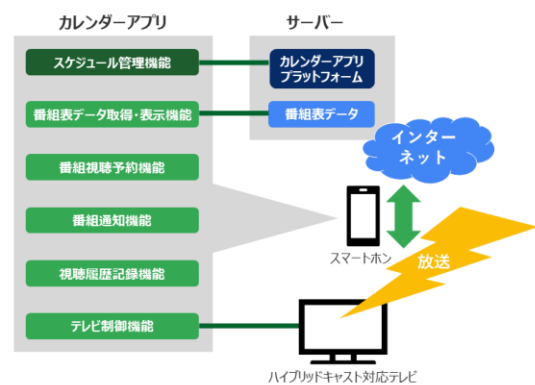 カレンダーアプリ
サーバー
スケジュール管理機能
カレンダーアプリ
プラットフォーム
番組表データ取得・表示機能
番組表データ
インター
ネット
番組視聴予約機能
番組通知機能
スマートホン
放送
視聴履歴記録機能
テレビ制御機能
ハイブリッドキャスト対応テレビ